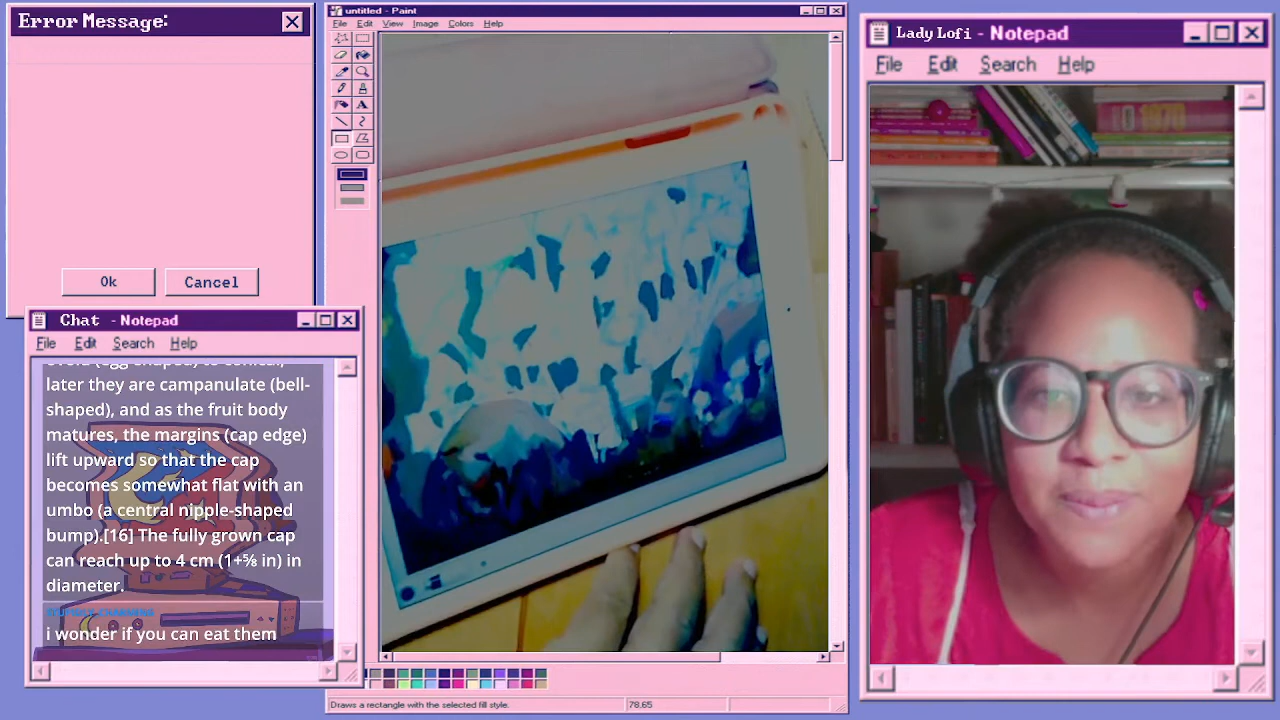 Error Message:
Ok
Cancel
untitled - Paint
File Edit View Image Colors Help
A
Draws a rectangle with the selected fill style.
78.65
Chat - Notepad
File Edit Search Help
later they are campanulate (bell-
shaped), and as the fruit body
matures, the margins (cap edge)
lift upward so that the cap
becomes somewhat flat with an
umbo (a central nipple-shaped
bump).[16] The fully grown cap
can reach up to 4 cm (1+5⁄8 in) in
diameter.
i wonder if you can eat them
Lady Lofi - Notepad
File Edit Search Help